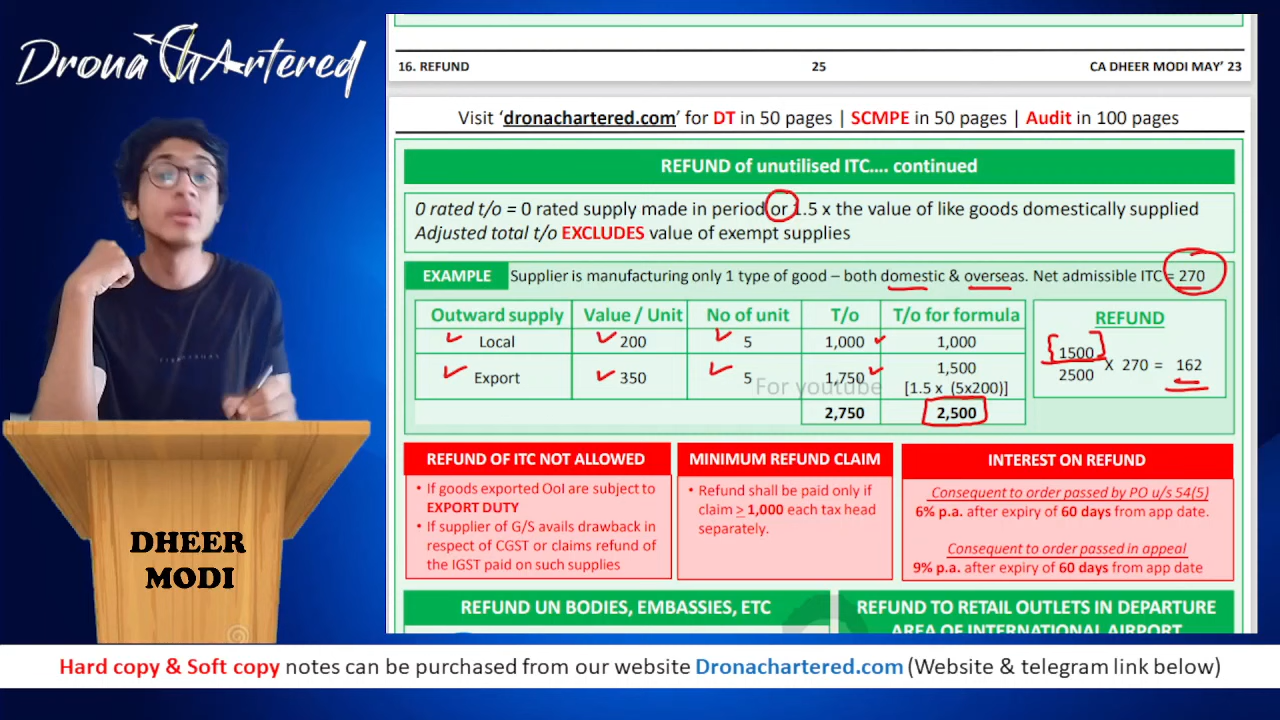 Drona Chartered
16. REFUND 25 CA DHEER MODI MAY' 23
Visit 'dronachartered.com' for DT in 50 pages | SCMPE in 50 pages | Audit in 100 pages
REFUND of unutilised ITC…. continued
0 rated t/o = 0 rated supply made in period or 1.5 x the value of like goods domestically supplied
Adjusted total t/o EXCLUDES value of exempt supplies
EXAMPLE Supplier is manufacturing only 1 type of good – both domestic & overseas. Net admissible ITC = 270
Outward supply Value / Unit No of unit T/o T/o for formula
Local 200 5 1,000 1,000
Export 350 5 1,750 1,500
[1.5 x (5x200)]
2,750 2,500
REFUND
1500
2500 X 270 = 162
For youtube
REFUND OF ITC NOT ALLOWED
• If goods exported OoI are subject to
EXPORT DUTY
• If supplier of G/S avails drawback in
respect of CGST or claims refund of
the IGST paid on such supplies
MINIMUM REFUND CLAIM
• Refund shall be paid only if
claim ≥ 1,000 each tax head
separately.
INTEREST ON REFUND
Consequent to order passed by PO u/s 54(5)
6% p.a. after expiry of 60 days from app date.
Consequent to order passed in appeal
9% p.a. after expiry of 60 days from app date
REFUND UN BODIES, EMBASSIES, ETC
REFUND TO RETAIL OUTLETS IN DEPARTURE
AREA OF INTERNATIONAL AIRPORT
DHEER
MODI
Hard copy & Soft copy notes can be purchased from our website Dronachartered.com (Website & telegram link below)